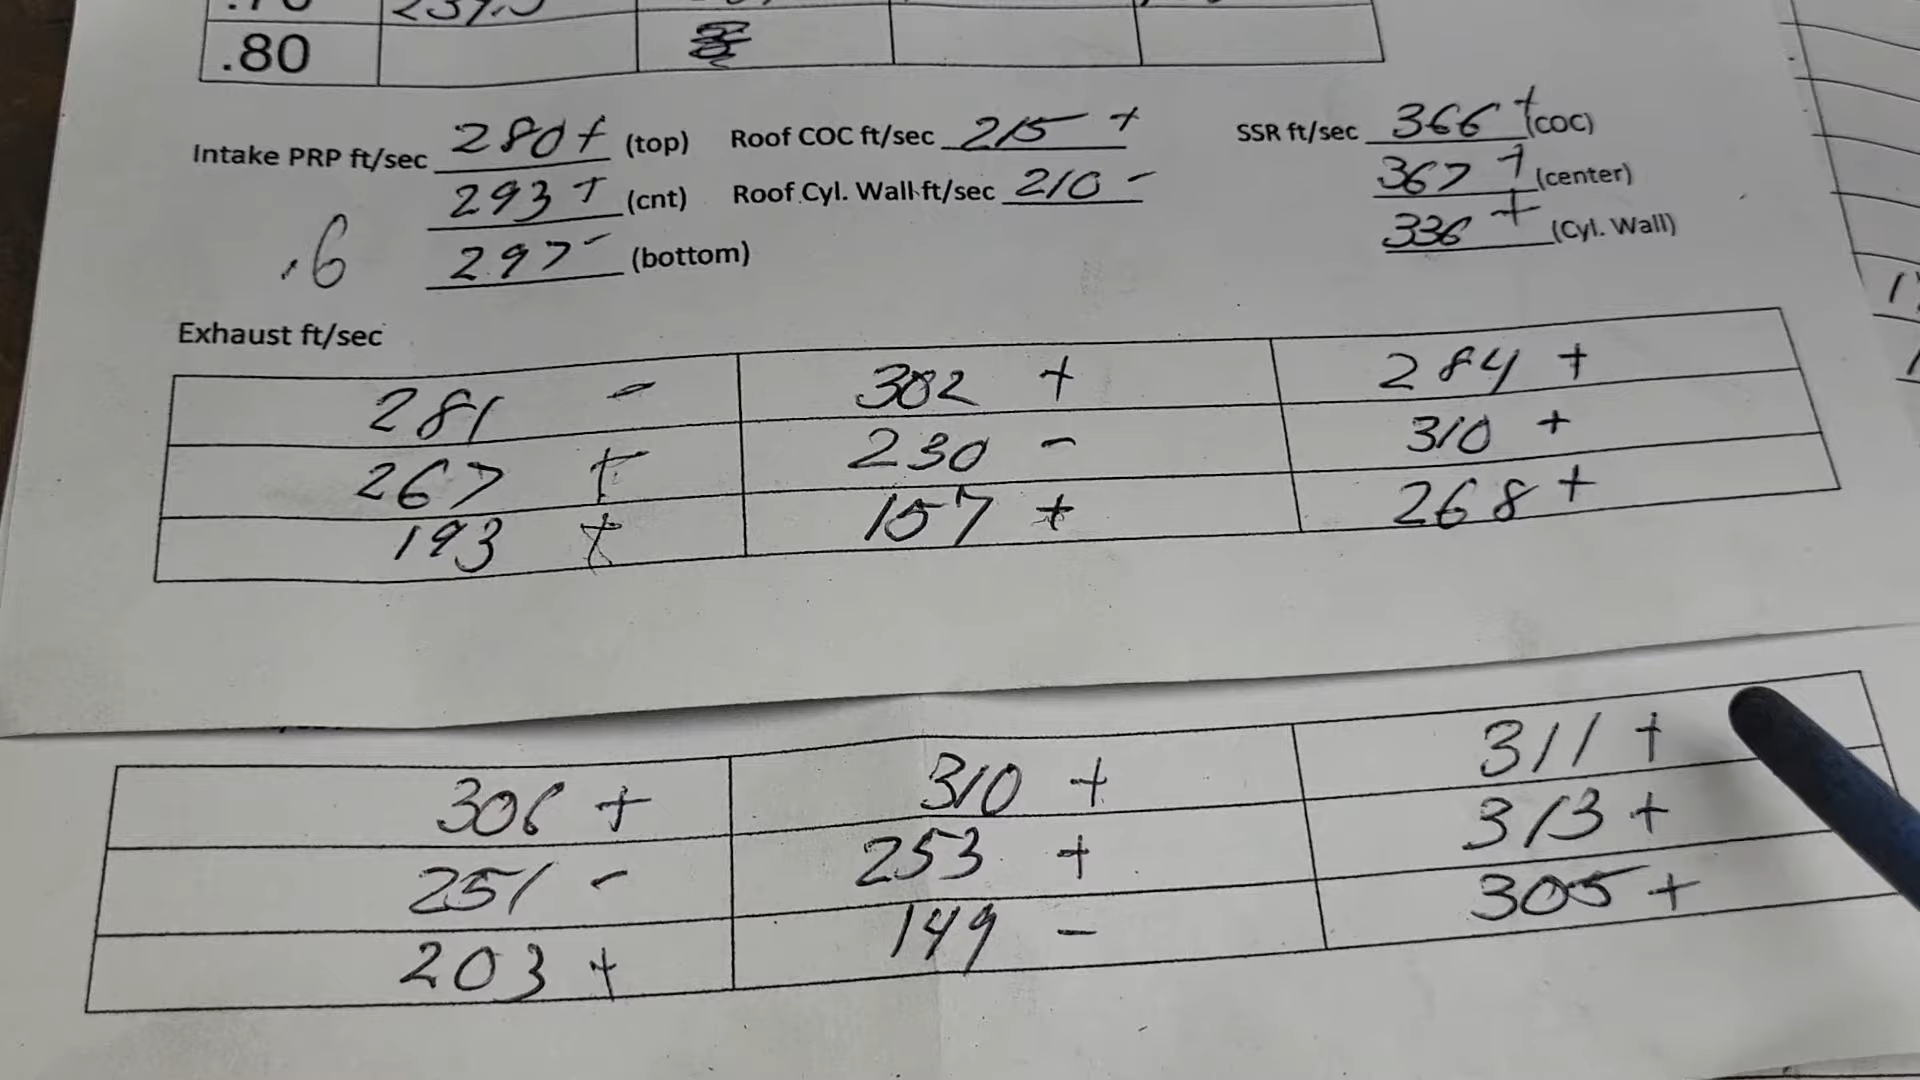 .80
Intake PRP ft/sec 280 + (top) Roof COC ft/sec 215 + SSR ft/sec 366 + (COC)
293 + (cnt) Roof Cyl. Wall ft/sec 210 - 367 + (center)
.6 297 - (bottom) 336 + (Cyl. Wall)
Exhaust ft/sec
281 - 302 + 284 +
267 + 230 - 310 +
193 + 157 + 268 +
306 + 310 + 311 +
251 - 253 + 313 +
203 + 149 - 305 +